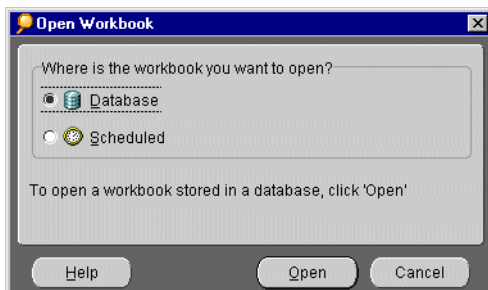 Open Workbook
Where is the workbook you want to open?
Database
Scheduled
To open a workbook stored in a database, click 'Open'
Help
Open
Cancel